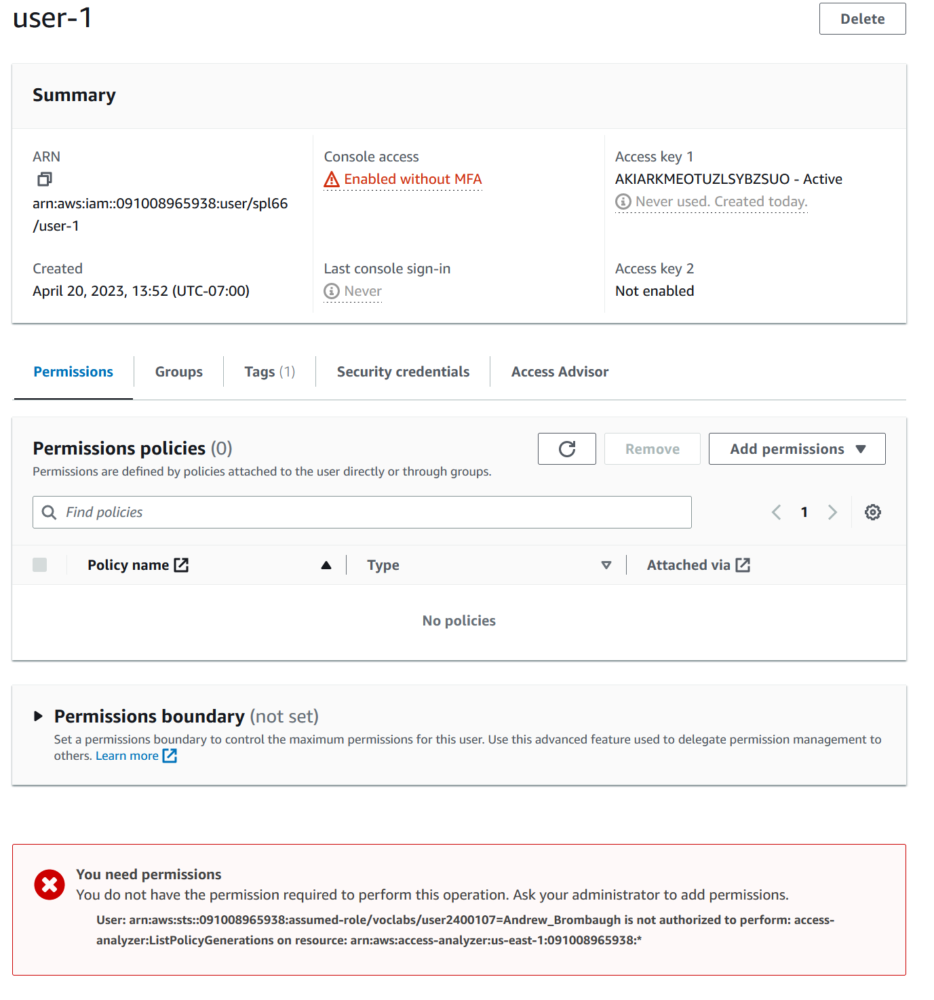 user-1
Delete
Summary
ARN
arn:aws:iam::091008965938:user/spl66
/user-1
Console access
Enabled without MFA
Access key 1
AKIARKMEOTUZLSYBZSUO - Active
Never used. Created today.
Created
April 20, 2023, 13:52 (UTC-07:00)
Last console sign-in
Never
Access key 2
Not enabled
Permissions
Groups
Tags (1)
Security credentials
Access Advisor
Permissions policies (0)
Permissions are defined by policies attached to the user directly or through groups.
Remove
Add permissions
Find policies
1
Policy name
Type
Attached via
No policies
Permissions boundary (not set)
Set a permissions boundary to control the maximum permissions for this user. Use this advanced feature used to delegate permission management to
others. Learn more
You need permissions
You do not have the permission required to perform this operation. Ask your administrator to add permissions.
User: arn:aws:sts::091008965938:assumed-role/voclabs/user2400107=Andrew_Brombaugh is not authorized to perform: access-
analyzer:ListPolicyGenerations on resource: arn:aws:access-analyzer:us-east-1:091008965938:*